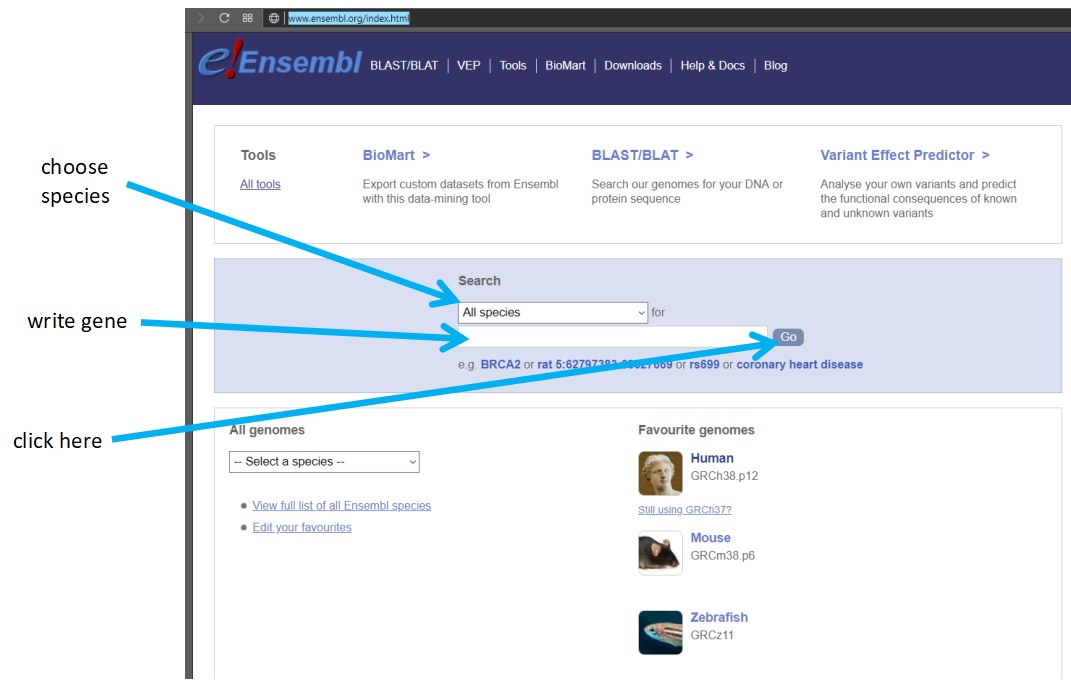 www.ensembl.org/index.html
e!Ensembl BLAST/BLAT | VEP | Tools | BioMart | Downloads | Help & Docs | Blog
choose
species
Tools
All tools
BioMart >
Export custom datasets from Ensembl
with this data-mining tool
BLAST/BLAT >
Search our genomes for your DNA or
protein sequence
Variant Effect Predictor >
Analyse your own variants and predict
the functional consequences of known
and unknown variants
Search
All species for
write gene
Go
e.g. BRCA2 or rat 5:62797383- or rs699 or coronary heart disease
click here
All genomes
-- Select a species --
View full list of all Ensembl species
Edit your favourites
Favourite genomes
Human
GRCh38.p12
Still using GRCh37?
Mouse
GRCm38.p6
Zebrafish
GRCz11